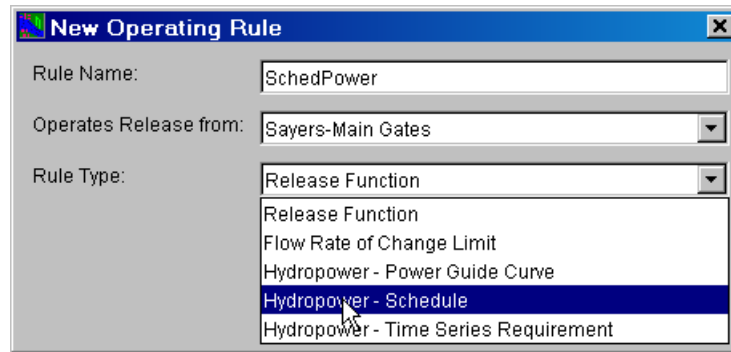 New Operating Rule
Rule Name: SchedPower
Operates Release from: Sayers-Main Gates
Rule Type: Release Function
Release Function
Flow Rate of Change Limit
Hydropower - Power Guide Curve
Hydropower - Schedule
Hydropower - Time Series Requirement